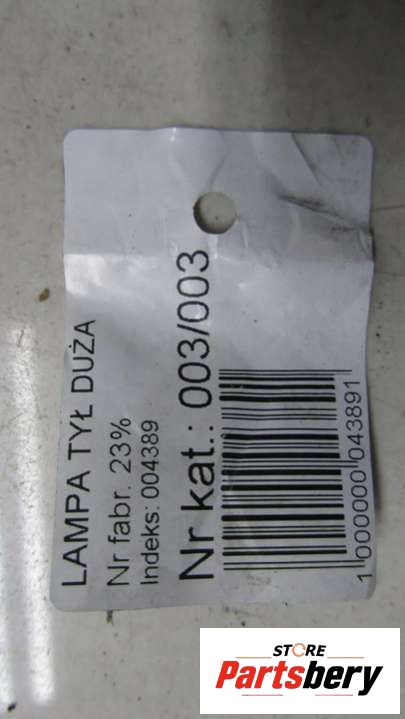 LAMPA TYŁ DUŻA
Nr fabr. 23%
Indeks: 004389
Nr kat.: 003/003
1 000000 043891
STORE
Partsbery